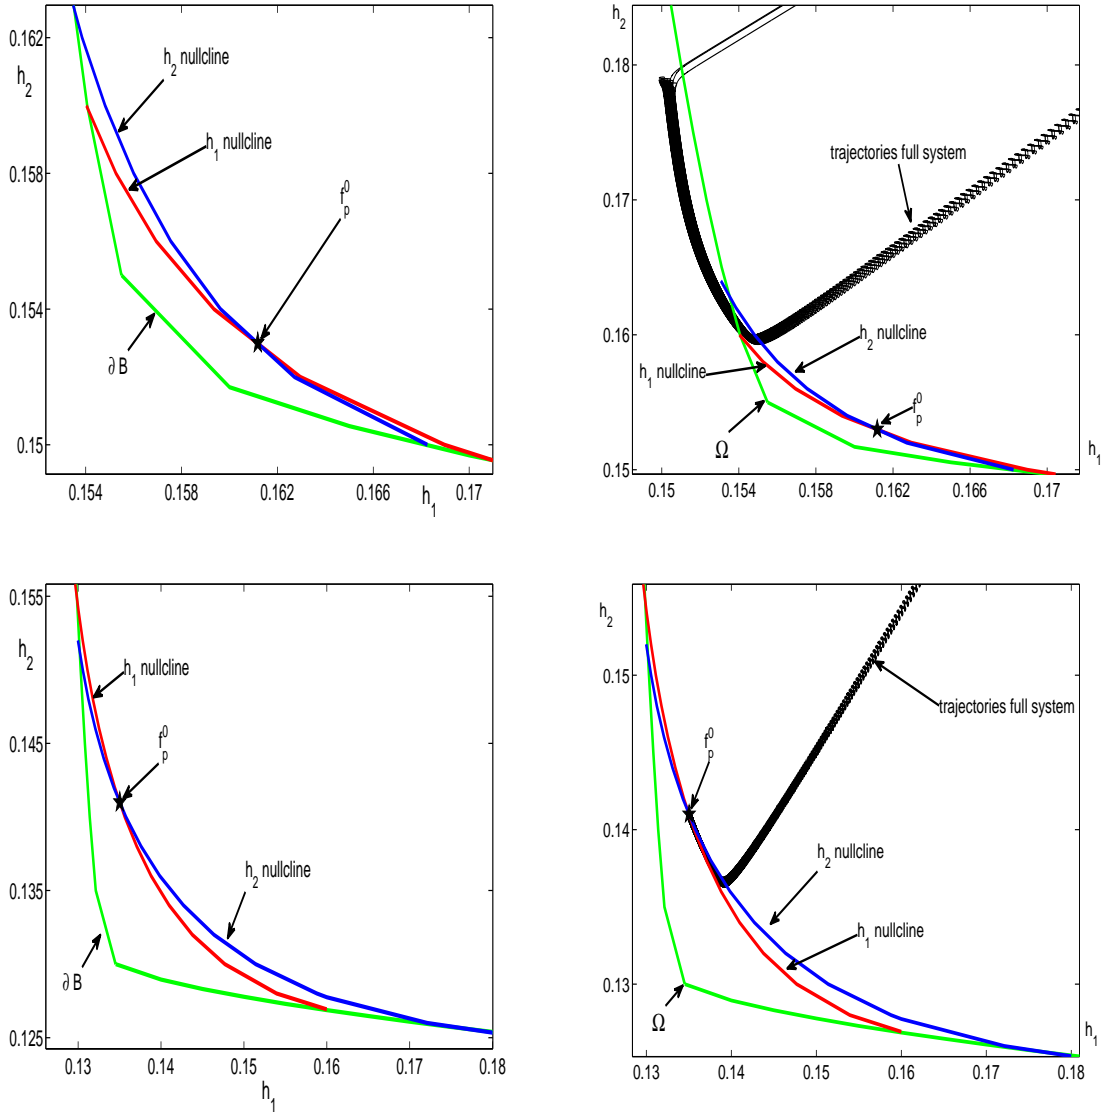 0.162
h2
0.158
0.154
0.15
h2 nullcline
h1 nullcline
f p 0
∂ B
0.154 0.158 0.162 0.166 0.17
h1
h2
0.18
0.17
0.16
0.15
trajectories full system
h2 nullcline
h1 nullcline
f p 0
Ω
h1
0.15 0.154 0.158 0.162 0.166 0.17
0.155
h2
0.145
0.135
0.125
h1 nullcline
f p 0
h2 nullcline
∂ B
0.13 0.14 0.15 0.16 0.17 0.18
h1
h2
0.15
0.14
0.13
trajectories full system
f p 0
h2 nullcline
h1 nullcline
Ω
h1
0.13 0.14 0.15 0.16 0.17 0.18